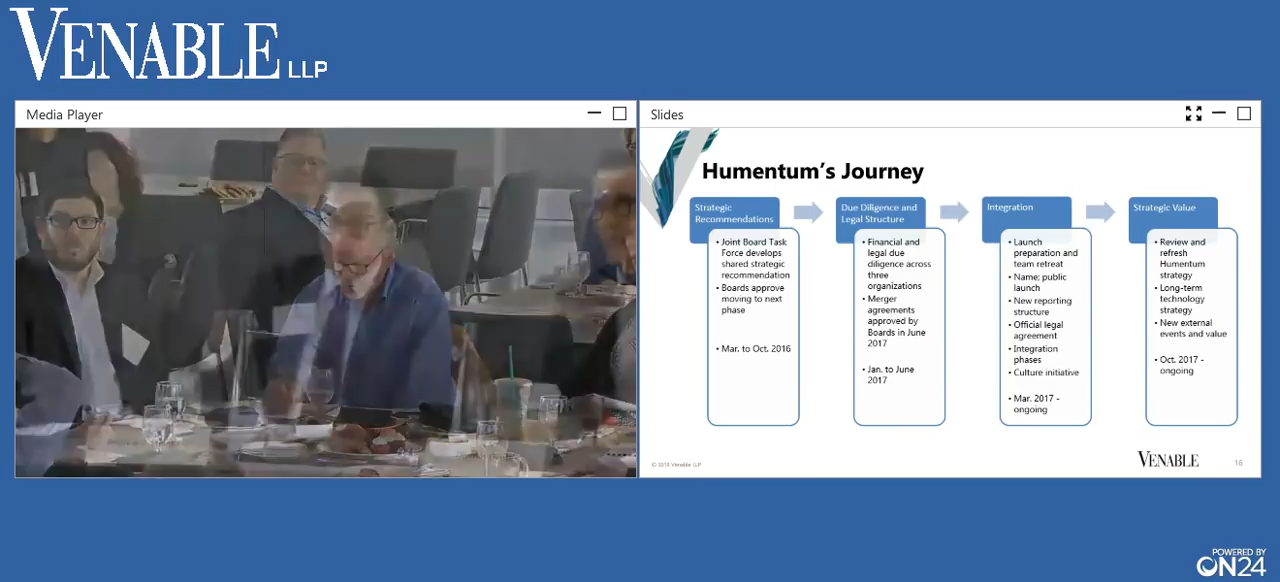 VENABLE LLP
Media Player
Slides
Humentum's Journey
Strategic
Recommendations
• Joint Board Task
Force develops
shared strategic
recommendation
• Boards approve
moving to next
phase
• Mar. to Oct. 2016
Due Diligence and
Legal Structure
• Financial and
legal due
diligence across
three
organizations
• Merger
agreements
approved by
Boards in June
2017
• Jan. to June
2017
Integration
• Launch
preparation and
team retreat
• Name; public
launch
• New reporting
structure
• Official legal
agreement
• Integration
phases
• Culture initiative
• Mar. 2017 -
ongoing
Strategic Value
• Review and
refresh
Humentum
strategy
• Long-term
technology
strategy
• New external
events and value
• Oct. 2017 -
ongoing
© 2018 Venable LLP
VENABLE
16
POWERED BY
ON24